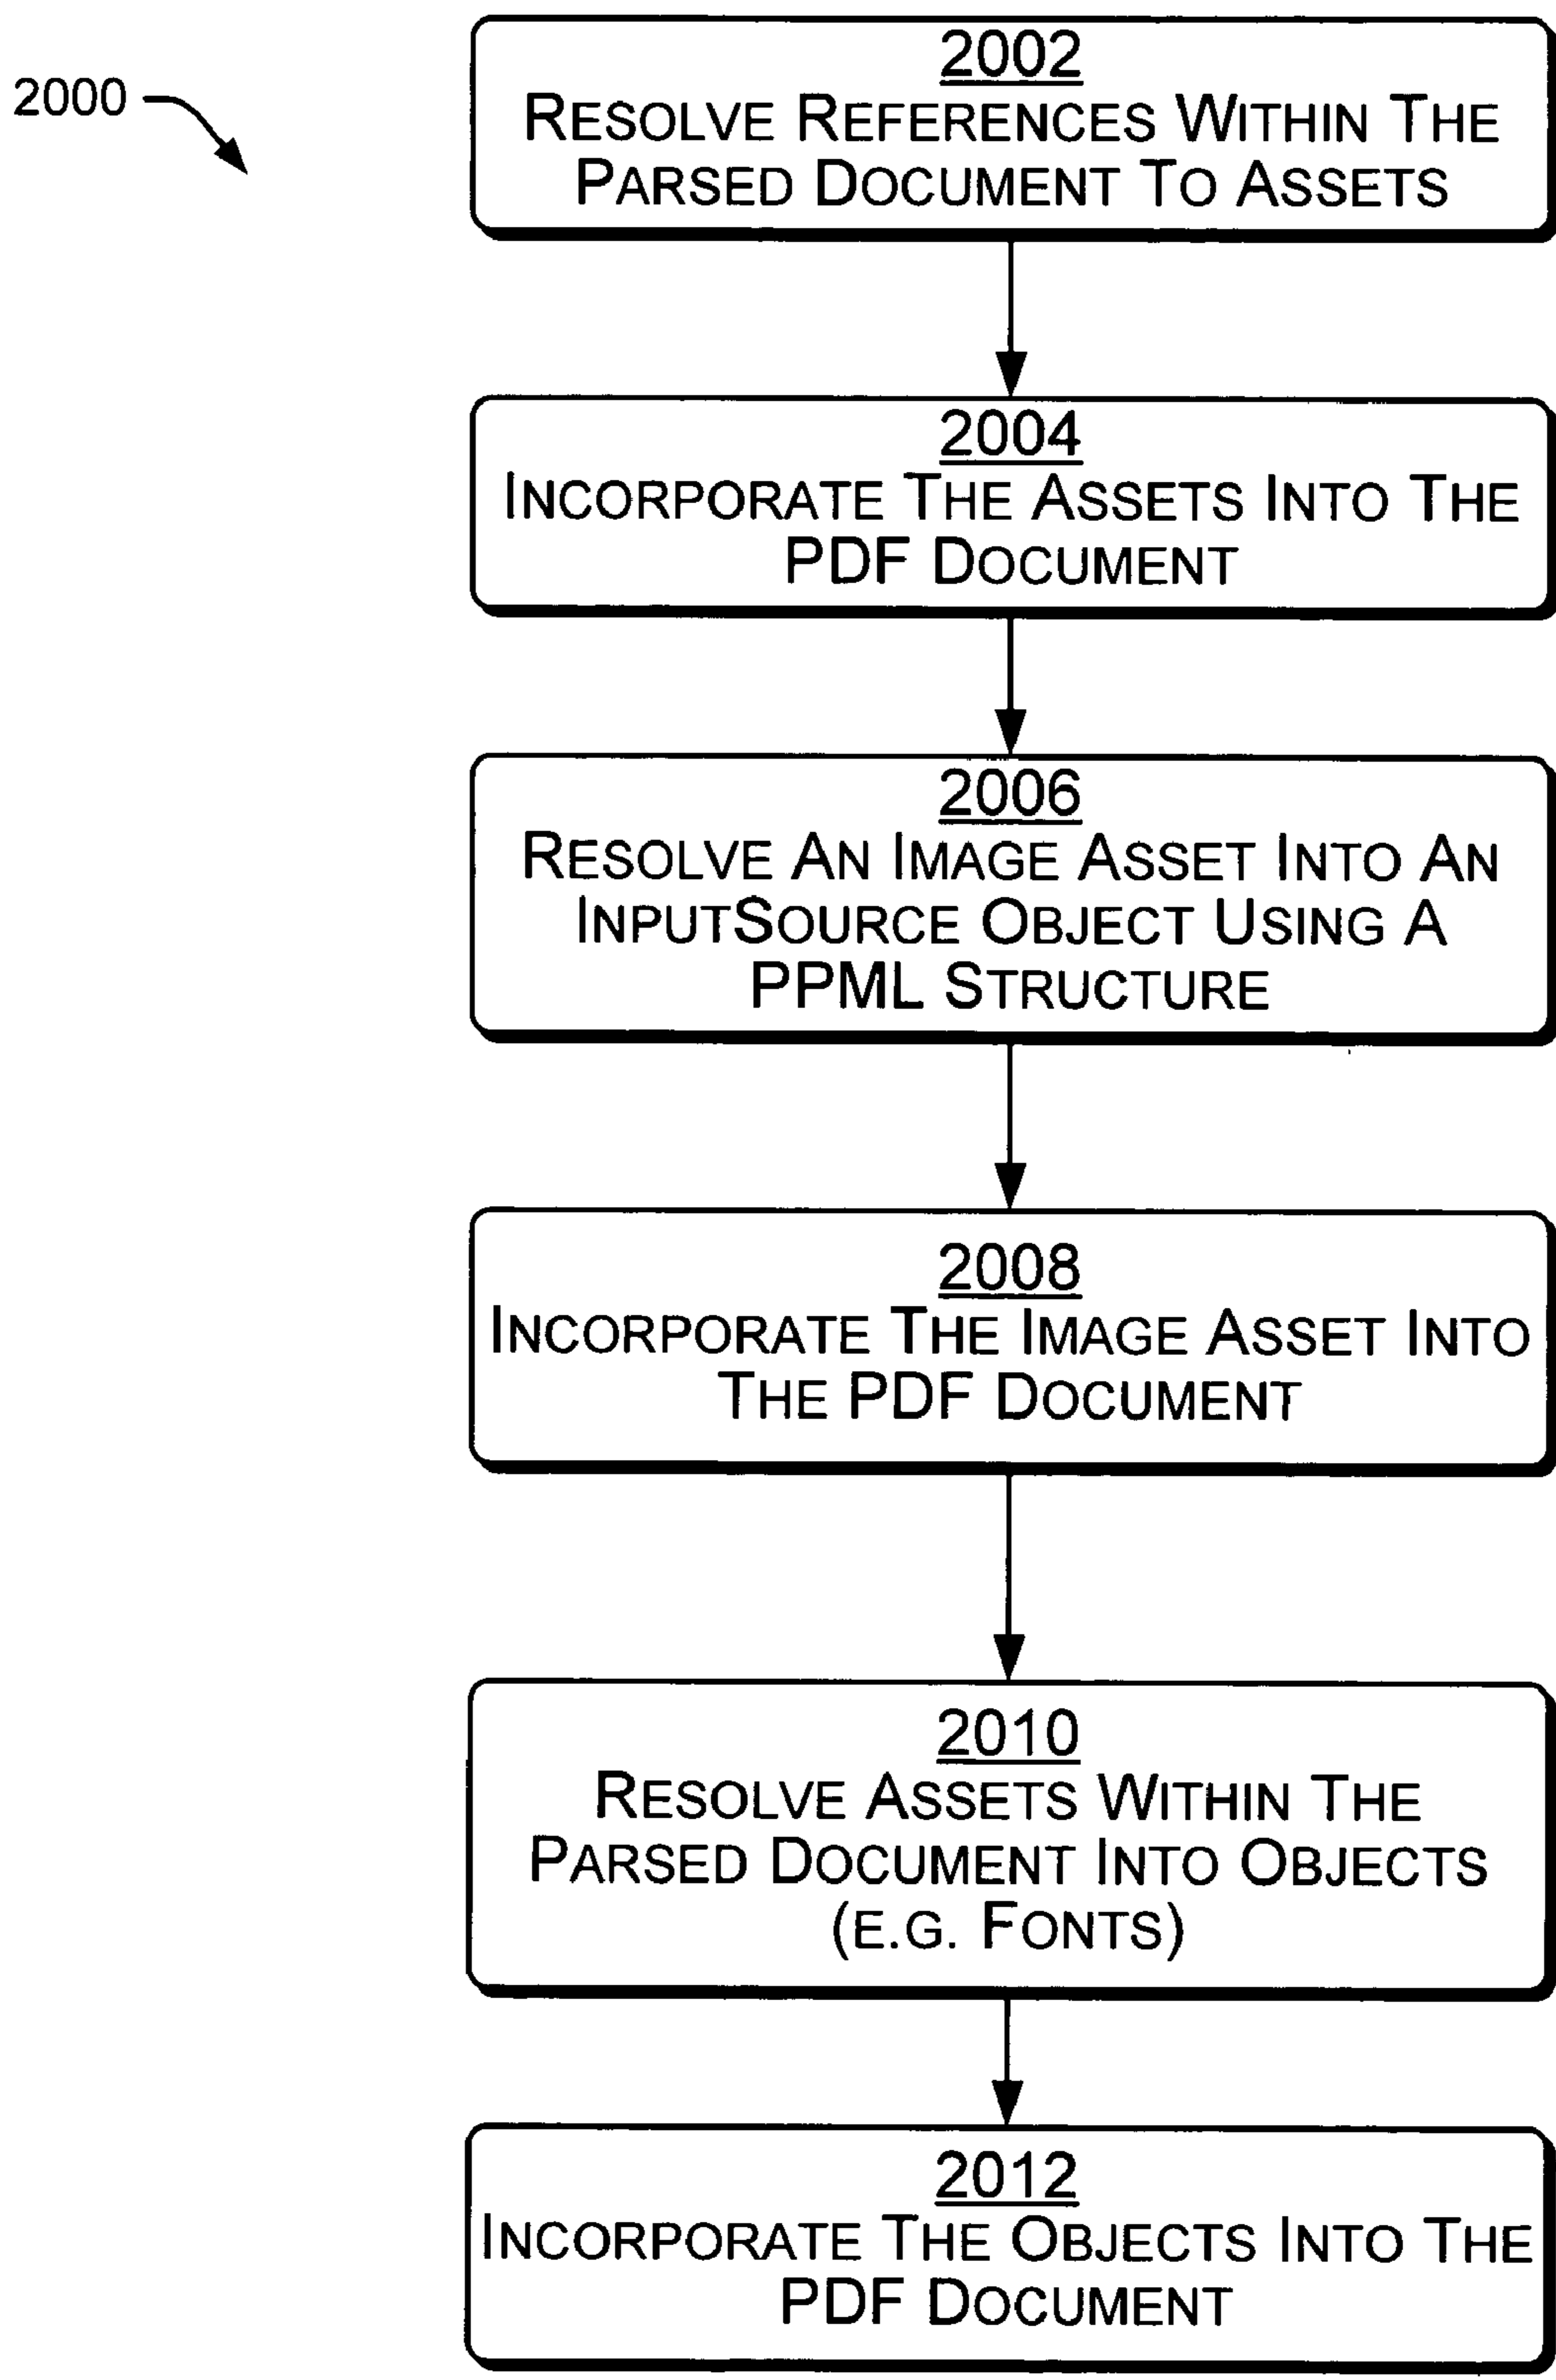 2000
2002
RESOLVE REFERENCES WITHIN THE
PARSED DOCUMENT TO ASSETS
2004
INCORPORATE THE ASSETS INTO THE
PDF DOCUMENT
2006
RESOLVE AN IMAGE ASSET INTO AN
INPUTSOURCE OBJECT USING A
PPML STRUCTURE
2008
INCORPORATE THE IMAGE ASSET INTO
THE PDF DOCUMENT
2010
RESOLVE ASSETS WITHIN THE
PARSED DOCUMENT INTO OBJECTS
(E.G. FONTS)
2012
INCORPORATE THE OBJECTS INTO THE
PDF DOCUMENT